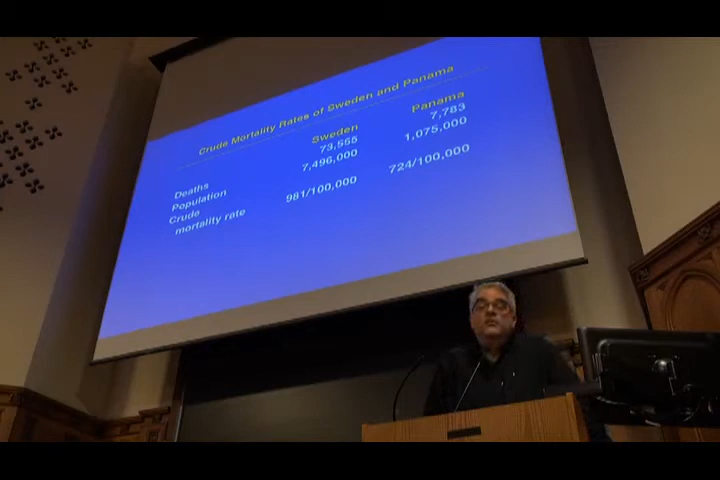 Crude Mortality Rates of Sweden and Panama
Sweden Panama
Deaths 73,555 7,783
Population 7,496,000 1,075,000
Crude
mortality rate 981/100,000 724/100,000